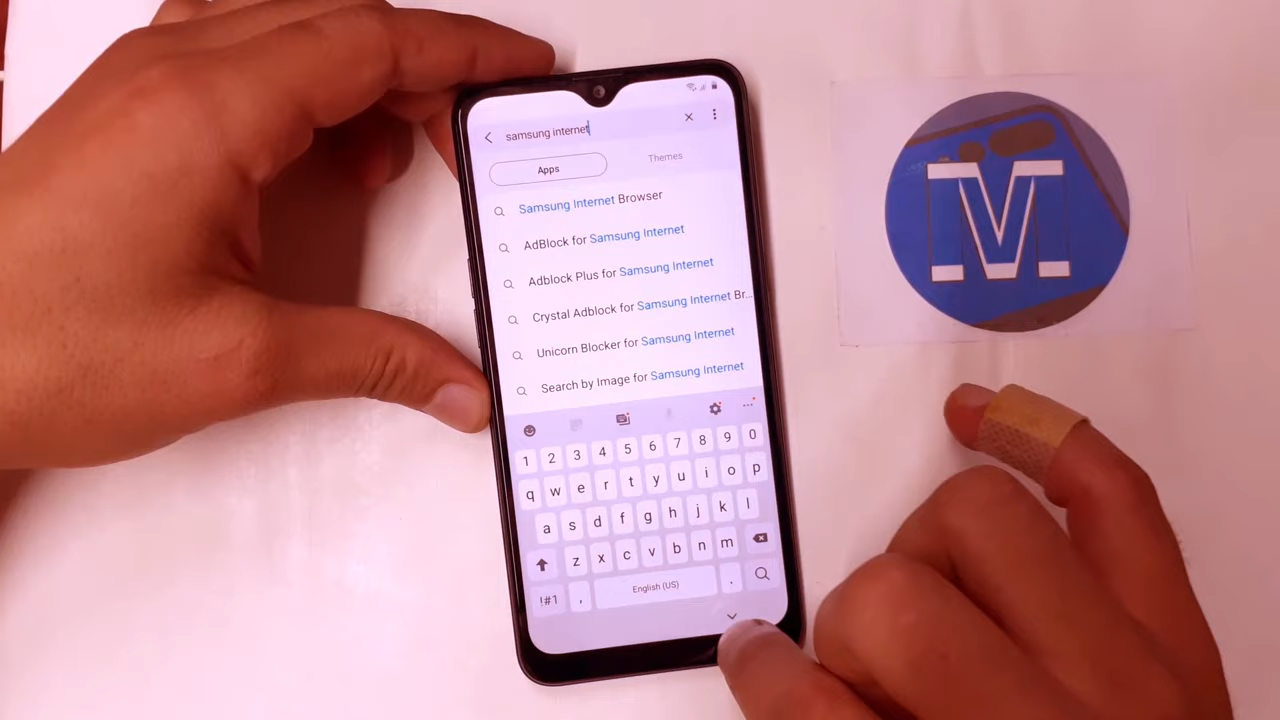 samsung internet
Apps Themes
Samsung Internet Browser
AdBlock for Samsung Internet
Adblock Plus for Samsung Internet
Crystal Adblock for Samsung Internet Br...
Unicorn Blocker for Samsung Internet
Search by Image for Samsung Internet
1 2 3 4 5 6 7 8 9 0
q w e r t y u i o p
a s d f g h j k l
z x c v b n m
!#1 , English (US) .
M